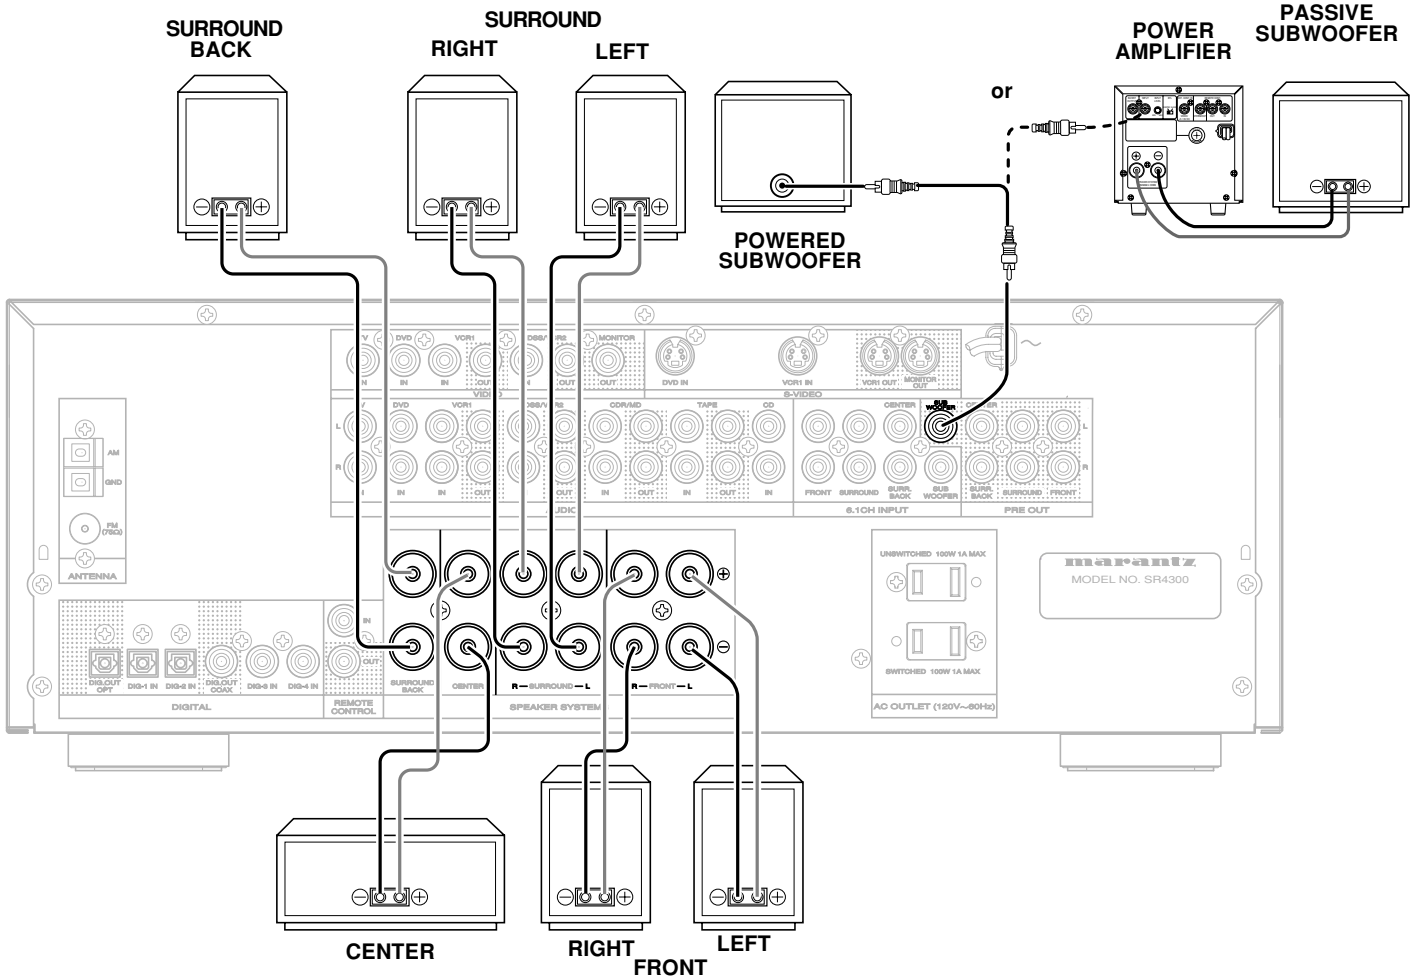 SURROUND
BACK
SURROUND
RIGHT
LEFT
POWERED
SUBWOOFER
or
POWER
AMPLIFIER
PASSIVE
SUBWOOFER
DVD
VCR1
MONITOR
IN
IN
OUT
IN
OUT
OUT
VIDEO
DVD IN
VCR1 IN
VCR1 OUT
MONITOR
OUT
S-VIDEO
DVD
VCR1
CDR/MD
TAPE
CD
L
R
IN
IN
OUT
IN
OUT
IN
OUT
IN
OUT
IN
AUDIO
CENTER
SUB
WOOFER
FRONT
SURROUND
SURR.
BACK
SUB
WOOFER
6.1CH INPUT
CENTER
L
R
SURR.
BACK
SURROUND
FRONT
PRE OUT
AM
GND
FM
(75Ω)
ANTENNA
DIG.OUT
OPT
DIG-1 IN
DIG-2 IN
DIG.OUT
COAX
DIG-3 IN
DIG-4 IN
DIGITAL
IN
OUT
REMOTE
CONTROL
SURROUND
BACK
CENTER
R—SURROUND—L
R—FRONT—L
SPEAKER SYSTEMS
+
−
UNSWITCHED 100W 1A MAX
SWITCHED 100W 1A MAX
AC OUTLET (120V~60Hz)
marantz
MODEL NO. SR4300
CENTER
RIGHT
LEFT
FRONT